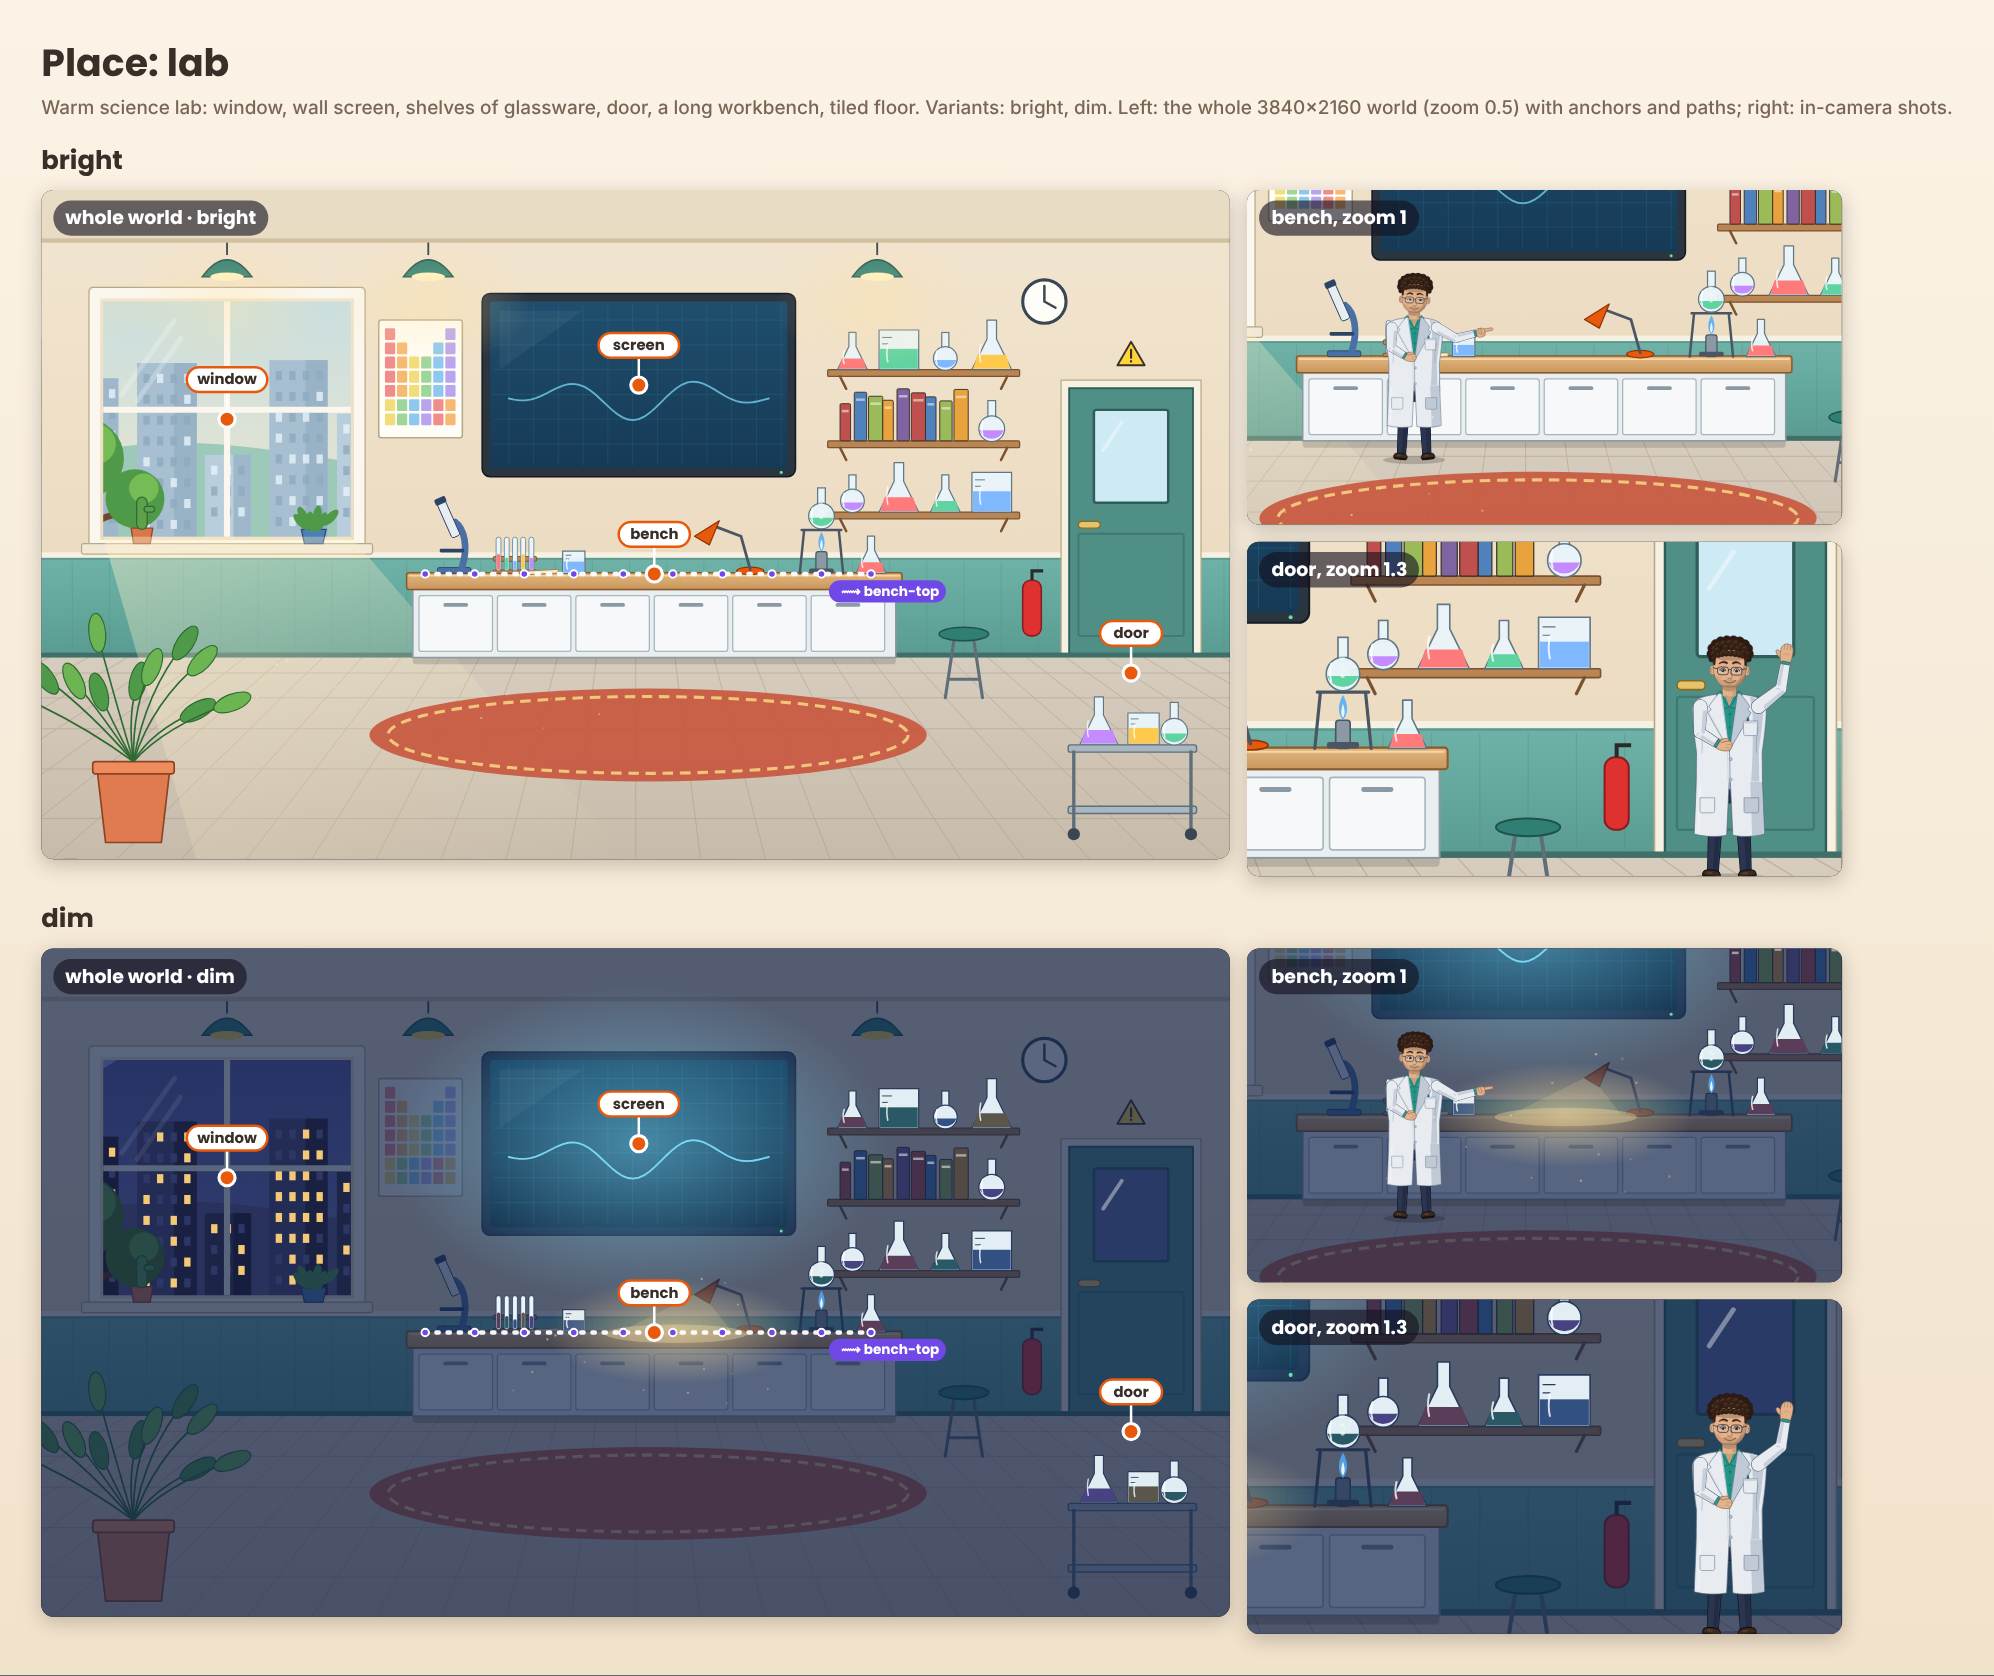 Place: lab
Warm science lab: window, wall screen, shelves of glassware, door, a long workbench, tiled floor. Variants: bright, dim. Left: the whole 3840×2160 world (zoom 0.5) with anchors and paths; right: in-camera shots.
bright
whole world · bright
screen
window
bench
bench-top
door
bench, zoom 1
door, zoom 1.3
dim
whole world · dim
screen
window
bench
bench-top
door
bench, zoom 1
door, zoom 1.3